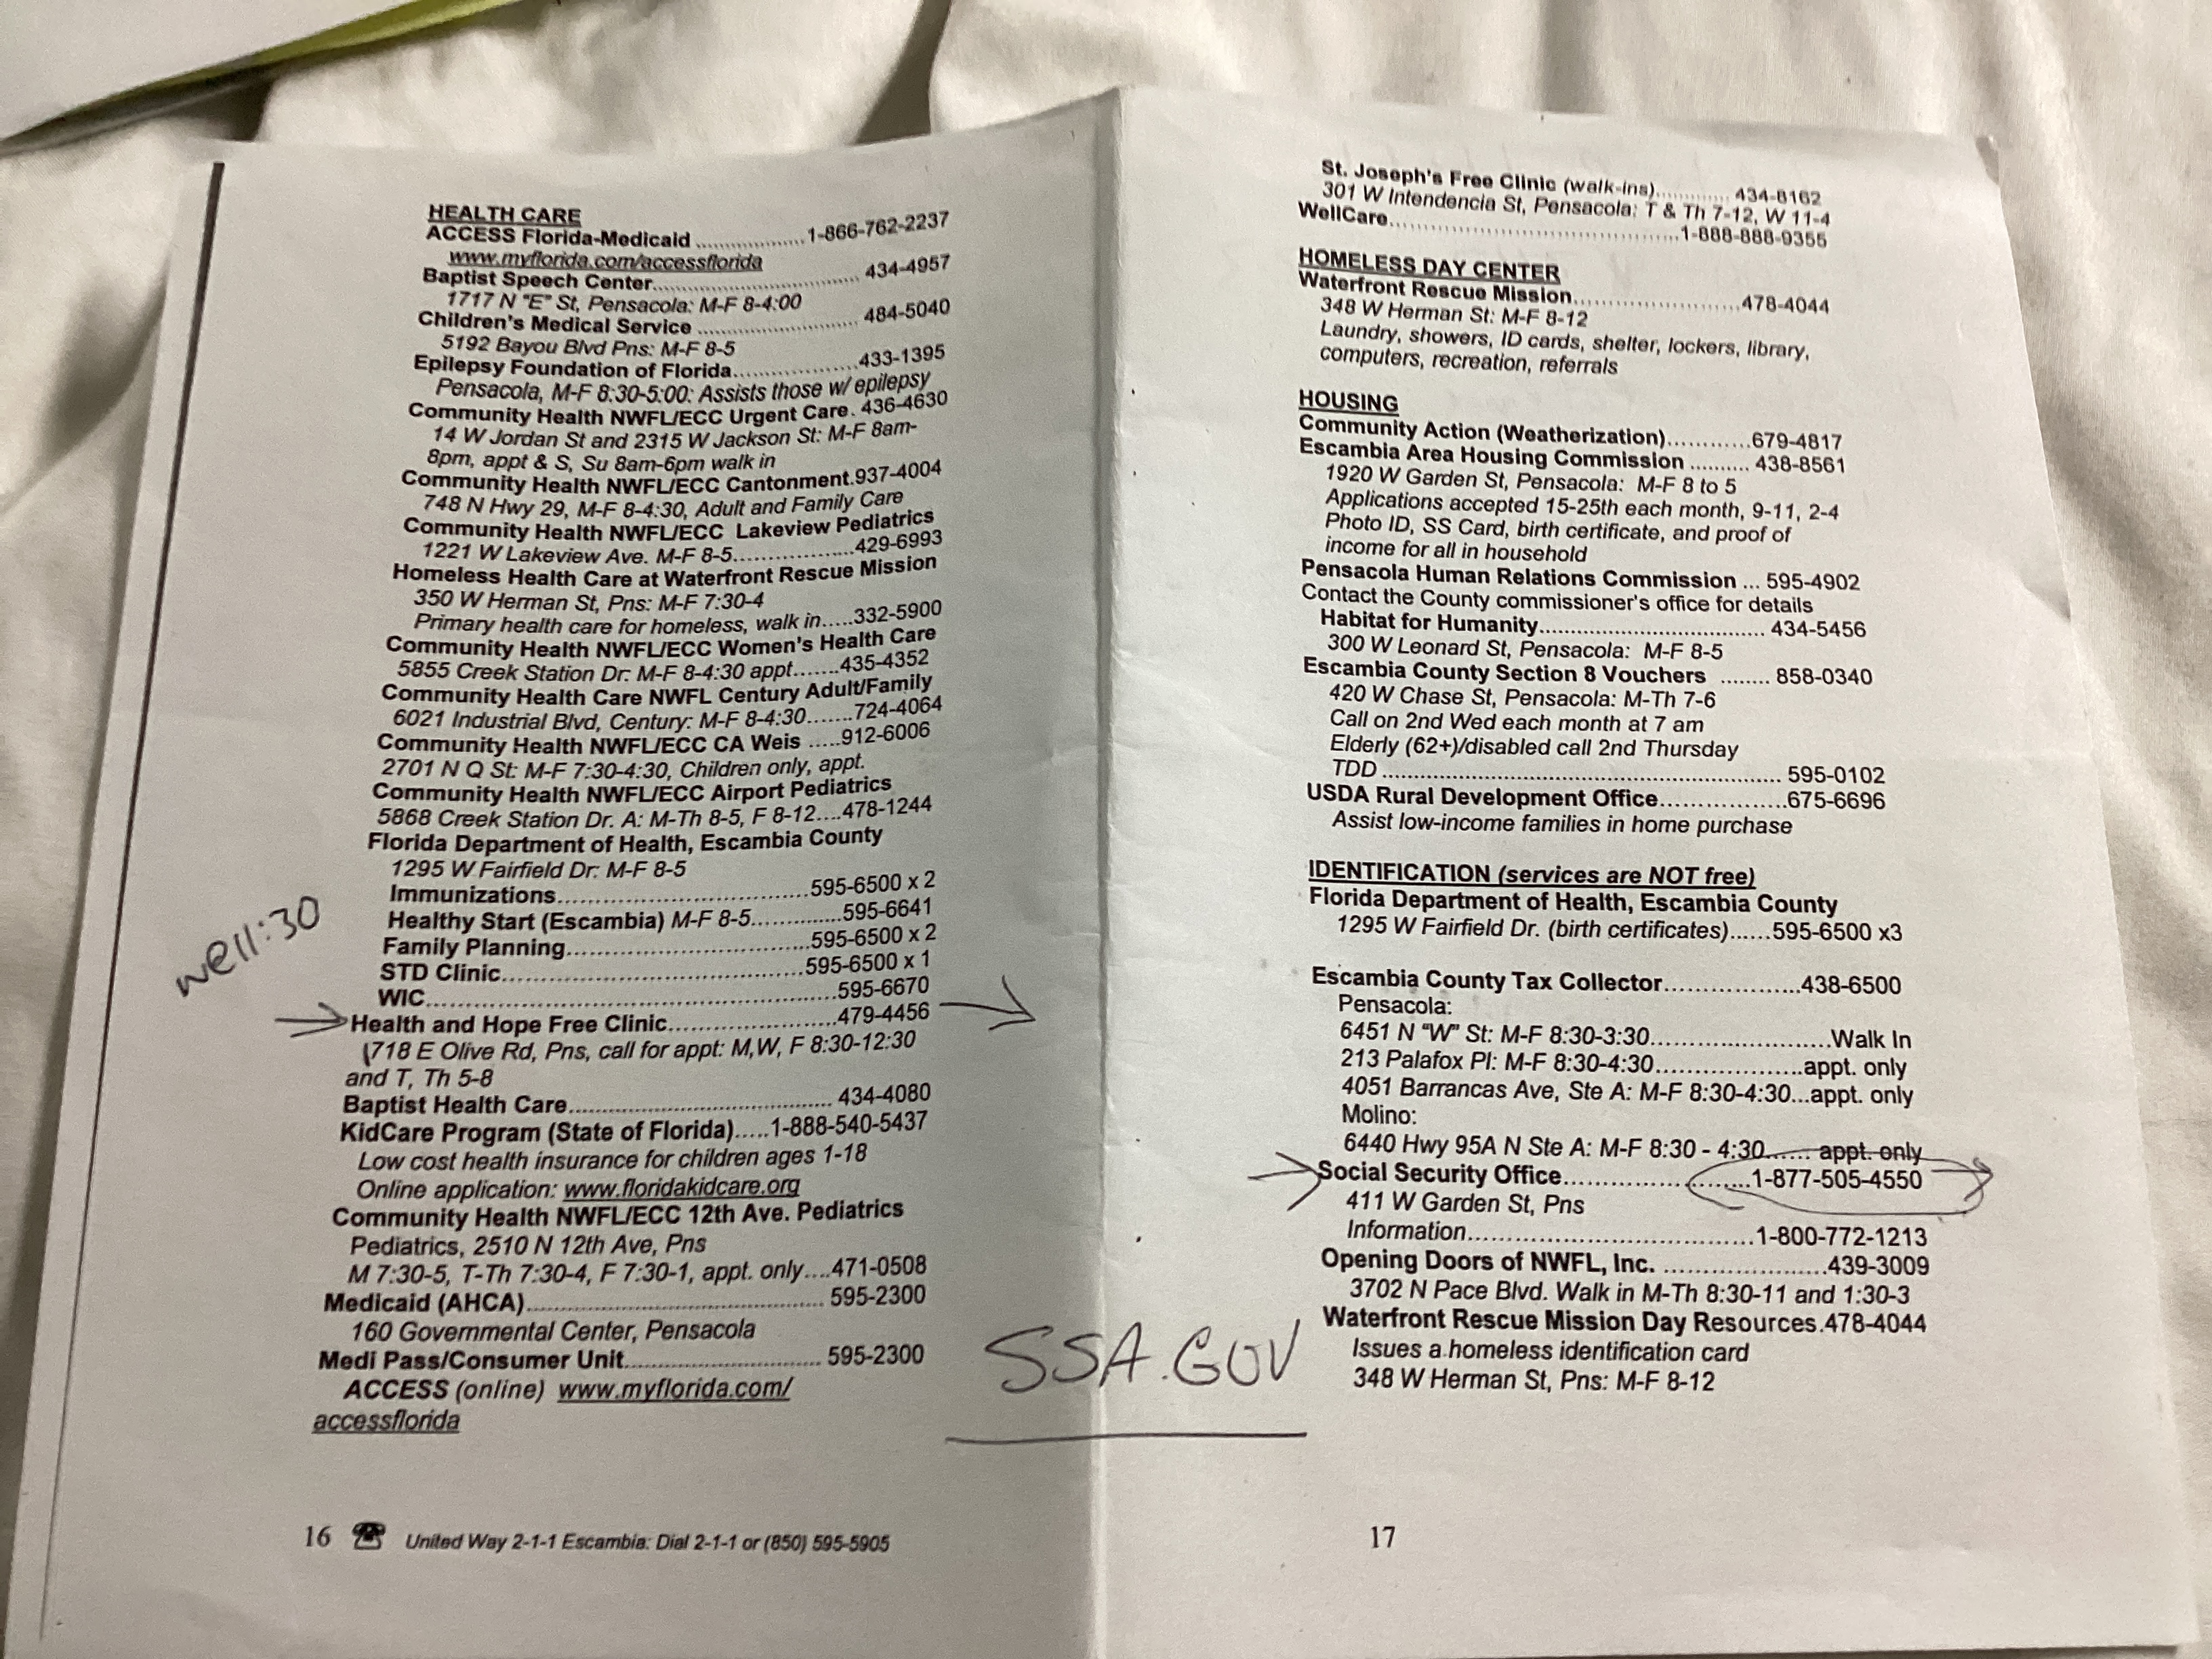 HEALTH CARE
ACCESS Florida-Medicaid ................... 1-866-762-2237
www.myflorida.com/accessflorida
Baptist Speech Center.................................... 434-4957
1717 N "E" St, Pensacola: M-F 8-4:00
Children's Medical Service ............................ 484-5040
5192 Bayou Blvd Pns: M-F 8-5
Epilepsy Foundation of Florida.....................433-1395
Pensacola, M-F 8:30-5:00: Assists those w/ epilepsy
Community Health NWFL/ECC Urgent Care. 436-4630
14 W Jordan St and 2315 W Jackson St: M-F 8am-
8pm, appt & S, Su 8am-6pm walk in
Community Health NWFL/ECC Cantonment.937-4004
748 N Hwy 29, M-F 8-4:30, Adult and Family Care
Community Health NWFL/ECC Lakeview Pediatrics
1221 W Lakeview Ave. M-F 8-5...................429-6993
Homeless Health Care at Waterfront Rescue Mission
350 W Herman St, Pns: M-F 7:30-4
Primary health care for homeless, walk in.....332-5900
Community Health NWFL/ECC Women's Health Care
5855 Creek Station Dr: M-F 8-4:30 appt.......435-4352
Community Health Care NWFL Century Adult/Family
6021 Industrial Blvd, Century: M-F 8-4:30.......724-4064
Community Health NWFL/ECC CA Weis .....912-6006
2701 N Q St: M-F 7:30-4:30, Children only, appt.
Community Health NWFL/ECC Airport Pediatrics
5868 Creek Station Dr. A: M-Th 8-5, F 8-12....478-1244
Florida Department of Health, Escambia County
1295 W Fairfield Dr: M-F 8-5
Immunizations.......................................595-6500 x 2
Healthy Start (Escambia) M-F 8-5..............595-6641
Family Planning.....................................595-6500 x 2
STD Clinic..............................................595-6500 x 1
WIC...............................................................595-6670
well:30
Health and Hope Free Clinic..........................479-4456
718 E Olive Rd, Pns, call for appt: M,W, F 8:30-12:30
and T, Th 5-8
Baptist Health Care........................................ 434-4080
KidCare Program (State of Florida).....1-888-540-5437
Low cost health insurance for children ages 1-18
Online application: www.floridakidcare.org
Community Health NWFL/ECC 12th Ave. Pediatrics
Pediatrics, 2510 N 12th Ave, Pns
M 7:30-5, T-Th 7:30-4, F 7:30-1, appt. only....471-0508
Medicaid (AHCA)............................................. 595-2300
160 Governmental Center, Pensacola
Medi Pass/Consumer Unit.............................. 595-2300
ACCESS (online) www.myflorida.com/
accessflorida
SSA.GOV
16 ☎ United Way 2-1-1 Escambia: Dial 2-1-1 or (850) 595-5905
St. Joseph's Free Clinic (walk-ins)............ 434-8162
301 W Intendencia St, Pensacola: T & Th 7-12, W 11-4
WellCare.............................................1-888-888-9355
HOMELESS DAY CENTER
Waterfront Rescue Mission..........................478-4044
348 W Herman St: M-F 8-12
Laundry, showers, ID cards, shelter, lockers, library,
computers, recreation, referrals
HOUSING
Community Action (Weatherization)............679-4817
Escambia Area Housing Commission .......... 438-8561
1920 W Garden St, Pensacola: M-F 8 to 5
Applications accepted 15-25th each month, 9-11, 2-4
Photo ID, SS Card, birth certificate, and proof of
income for all in household
Pensacola Human Relations Commission ... 595-4902
Contact the County commissioner's office for details
Habitat for Humanity.................................... 434-5456
300 W Leonard St, Pensacola: M-F 8-5
Escambia County Section 8 Vouchers ........ 858-0340
420 W Chase St, Pensacola: M-Th 7-6
Call on 2nd Wed each month at 7 am
Elderly (62+)/disabled call 2nd Thursday
TDD ................................................................ 595-0102
USDA Rural Development Office..................675-6696
Assist low-income families in home purchase
IDENTIFICATION (services are NOT free)
Florida Department of Health, Escambia County
1295 W Fairfield Dr. (birth certificates)......595-6500 x3
Escambia County Tax Collector...................438-6500
Pensacola:
6451 N "W" St: M-F 8:30-3:30..........................Walk In
213 Palafox Pl: M-F 8:30-4:30.....................appt. only
4051 Barrancas Ave, Ste A: M-F 8:30-4:30...appt. only
Molino:
6440 Hwy 95A N Ste A: M-F 8:30 - 4:30....... appt. only
Social Security Office..........................1-877-505-4550
411 W Garden St, Pns
Information........................................1-800-772-1213
Opening Doors of NWFL, Inc. .......................439-3009
3702 N Pace Blvd. Walk in M-Th 8:30-11 and 1:30-3
Waterfront Rescue Mission Day Resources.478-4044
Issues a homeless identification card
348 W Herman St, Pns: M-F 8-12
17